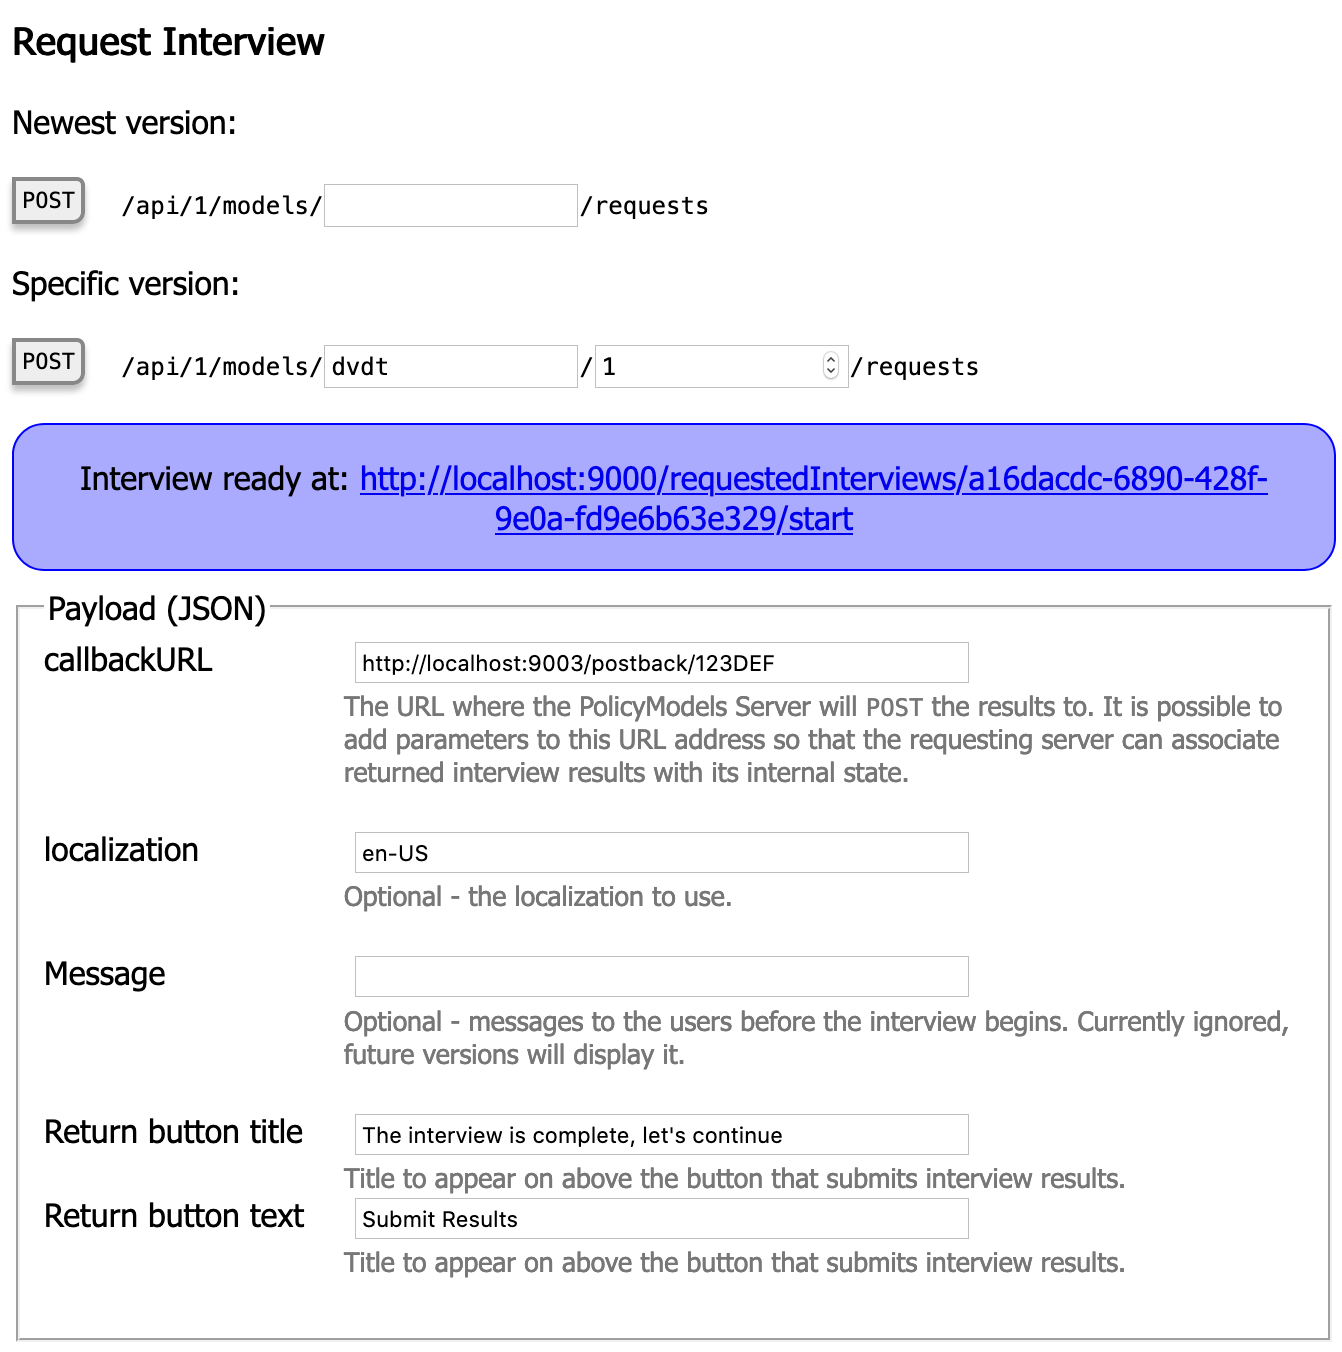 Request Interview
Newest version:
POST /api/1/models/ /requests
Specific version:
POST /api/1/models/ dvdt / 1 /requests
Interview ready at: http://localhost:9000/requestedInterviews/a16dacdc-6890-428f-
9e0a-fd9e6b63e329/start
Payload (JSON)
callbackURL http://localhost:9003/postback/123DEF
The URL where the PolicyModels Server will POST the results to. It is possible to
add parameters to this URL address so that the requesting server can associate
returned interview results with its internal state.
localization en-US
Optional - the localization to use.
Message
Optional - messages to the users before the interview begins. Currently ignored,
future versions will display it.
Return button title The interview is complete, let's continue
Title to appear on above the button that submits interview results.
Return button text Submit Results
Title to appear on above the button that submits interview results.